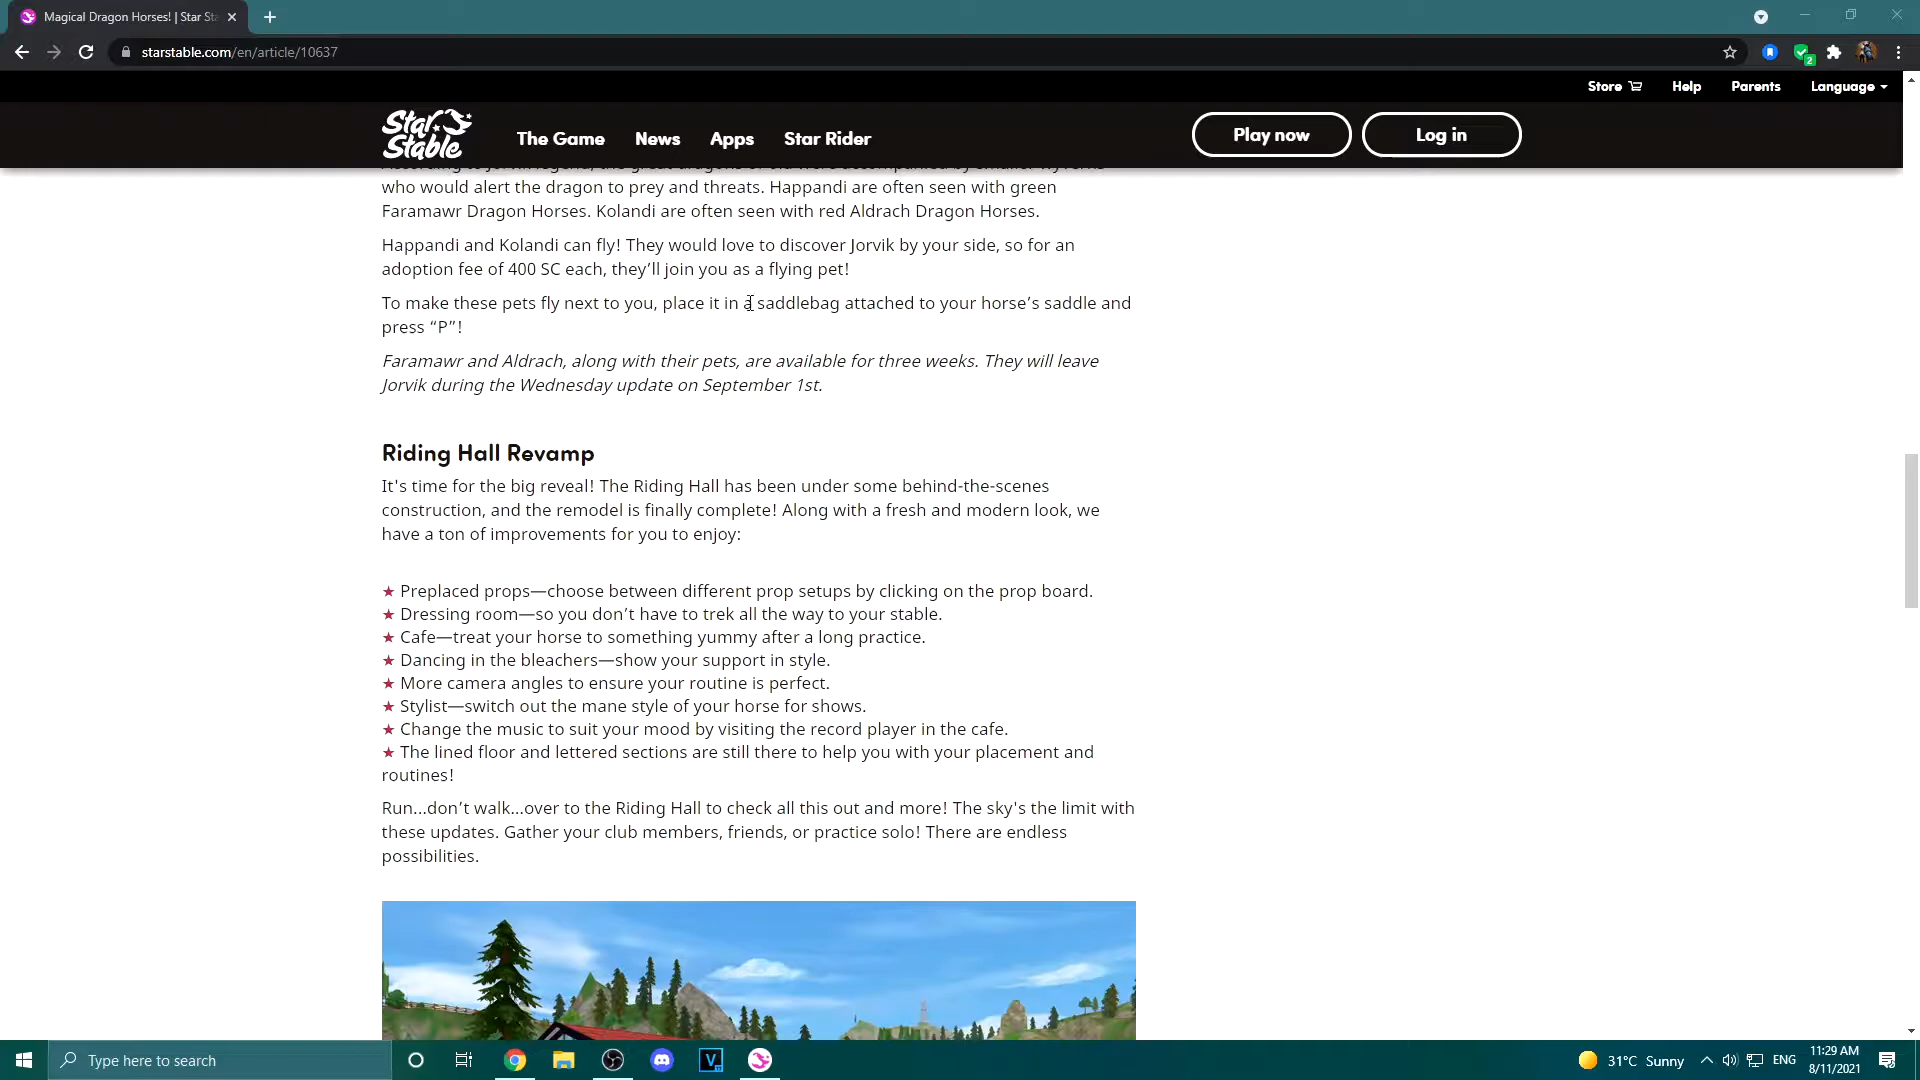 Magical Dragon Horses! | Star Sta
starstable.com/en/article/10637
2
Store Help Parents Language
Star Stable
The Game News Apps Star Rider Play now Log in
who would alert the dragon to prey and threats. Happandi are often seen with green
Faramawr Dragon Horses. Kolandi are often seen with red Aldrach Dragon Horses.
Happandi and Kolandi can fly! They would love to discover Jorvik by your side, so for an
adoption fee of 400 SC each, they’ll join you as a flying pet!
To make these pets fly next to you, place it in a saddlebag attached to your horse’s saddle and
press “P”!
Faramawr and Aldrach, along with their pets, are available for three weeks. They will leave
Jorvik during the Wednesday update on September 1st.
Riding Hall Revamp
It's time for the big reveal! The Riding Hall has been under some behind-the-scenes
construction, and the remodel is finally complete! Along with a fresh and modern look, we
have a ton of improvements for you to enjoy:
★ Preplaced props—choose between different prop setups by clicking on the prop board.
★ Dressing room—so you don’t have to trek all the way to your stable.
★ Cafe—treat your horse to something yummy after a long practice.
★ Dancing in the bleachers—show your support in style.
★ More camera angles to ensure your routine is perfect.
★ Stylist—switch out the mane style of your horse for shows.
★ Change the music to suit your mood by visiting the record player in the cafe.
★ The lined floor and lettered sections are still there to help you with your placement and
routines!
Run...don’t walk...over to the Riding Hall to check all this out and more! The sky's the limit with
these updates. Gather your club members, friends, or practice solo! There are endless
possibilities.
Type here to search
V
31°C Sunny
ENG
11:29 AM
8/11/2021